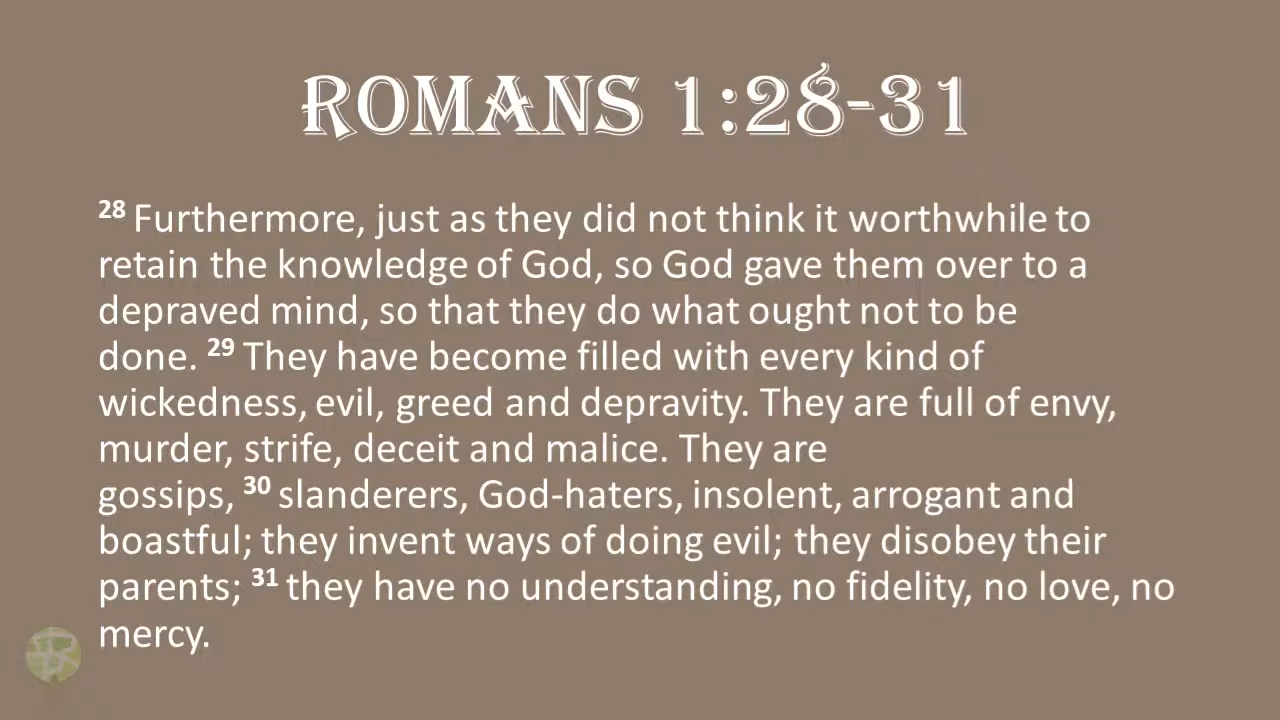 ROMANS 1:28-31
28 Furthermore, just as they did not think it worthwhile to
retain the knowledge of God, so God gave them over to a
depraved mind, so that they do what ought not to be
done. 29 They have become filled with every kind of
wickedness, evil, greed and depravity. They are full of envy,
murder, strife, deceit and malice. They are
gossips, 30 slanderers, God-haters, insolent, arrogant and
boastful; they invent ways of doing evil; they disobey their
parents; 31 they have no understanding, no fidelity, no love, no
mercy.